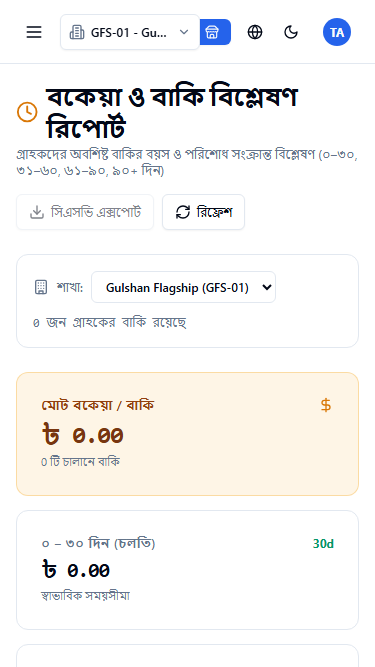 GFS-01 - Gu...
TA
বকেয়া ও বাকি বিশ্লেষণ
রিপোর্ট
গ্রাহকদের অবশিষ্ট বাকির বয়স ও পরিশোধ সংক্রান্ত বিশ্লেষণ (০–৩০,
৩১–৬০, ৬১–৯০, ৯০+ দিন)
সিএসভি এক্সপোর্ট
রিফ্রেশ
শাখা:
Gulshan Flagship (GFS-01)
0 জন গ্রাহকের বাকি রয়েছে
মোট বকেয়া / বাকি
৳ 0.00
0 টি চালানে বাকি
০ – ৩০ দিন (চলতি)
30d
৳ 0.00
স্বাভাবিক সময়সীমা